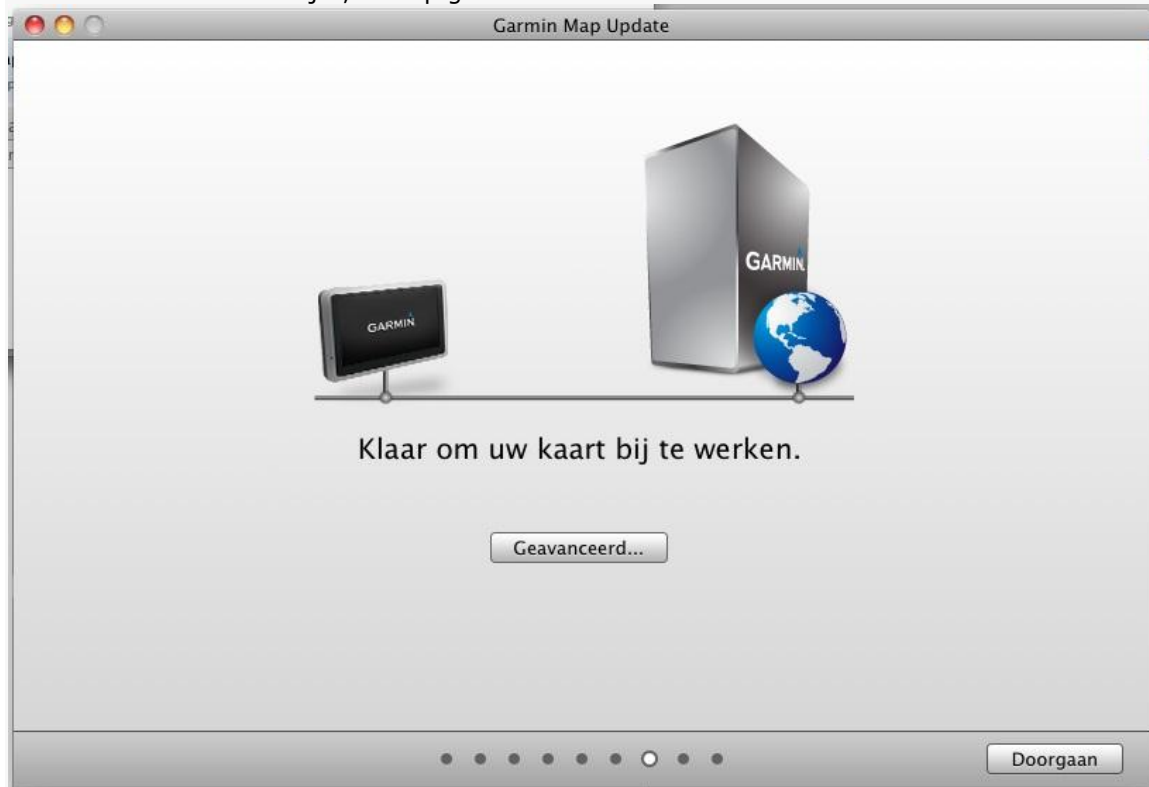 Garmin Map Update
GARMIN
GARMIN
Klaar om uw kaart bij te werken.
Geavanceerd...
Doorgaan